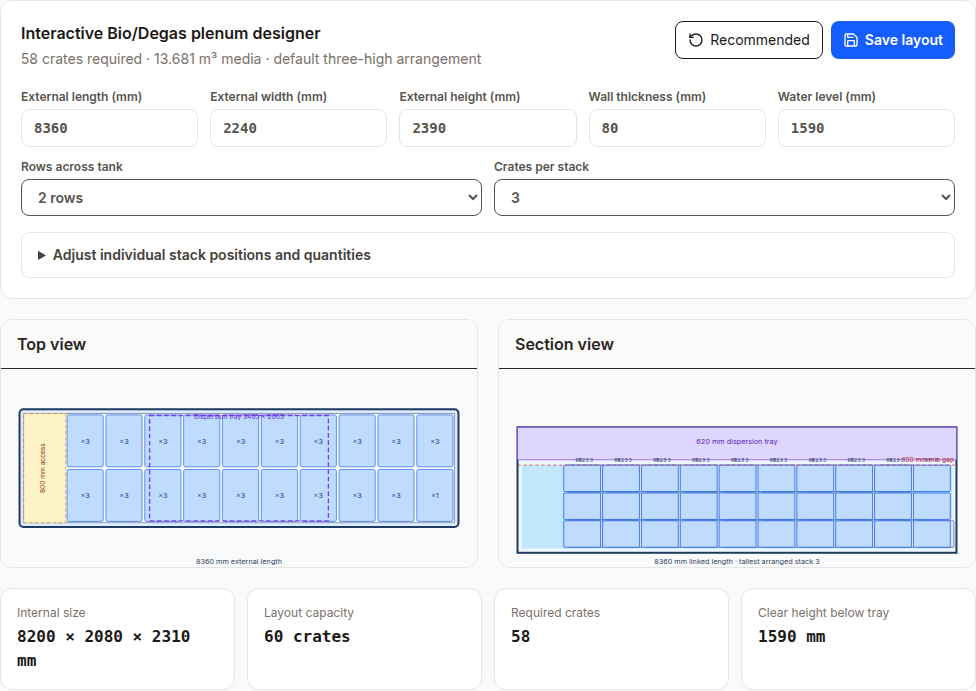 Interactive Bio/Degas plenum designer
58 crates required · 13.681 m³ media · default three-high arrangement
Recommended
Save layout
External length (mm)
External width (mm)
External height (mm)
Wall thickness (mm)
Water level (mm)
8360
2240
2390
80
1590
Rows across tank
Crates per stack
2 rows
3
Adjust individual stack positions and quantities
Top view
Section view
800 mm access
×3 ×3 ×3 ×3 ×3 ×3 ×3 ×3 ×3 ×3
×3 ×3 ×3 ×3 ×3 ×3 ×3 ×3 ×3 ×1
8360 mm external length
620 mm dispersion tray
8360 mm linked length · tallest arranged stack 3
Internal size
8200 × 2080 × 2310
mm
Layout capacity
60 crates
Required crates
58
Clear height below tray
1590 mm